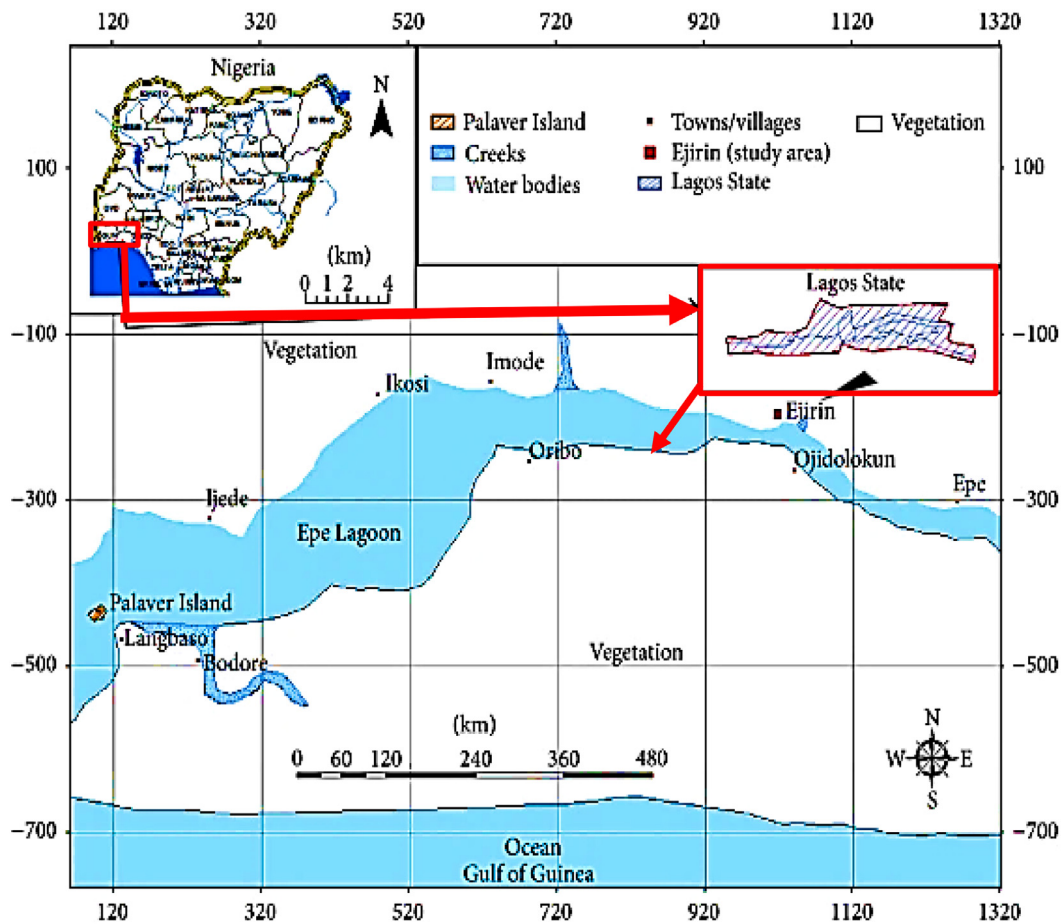 120 320 520 720 920 1120 1320
Nigeria
N
(km)
0 1 2 4
Palaver Island
Creeks
Water bodies
Towns/villages
Ejirin (study area)
Lagos State
Vegetation
100
100
Lagos State
−100
−100
Vegetation
Imode
Ikosi
Ejirin
Oribo
Ojidolokun
Ijede
Epe
−300
−300
Epe Lagoon
Palaver Island
Langbaso
Bodore
Vegetation
−500
−500
(km)
0 60 120 240 360 480
N
W E
S
−700
−700
Ocean
Gulf of Guinea
120 320 520 720 920 1120 1320